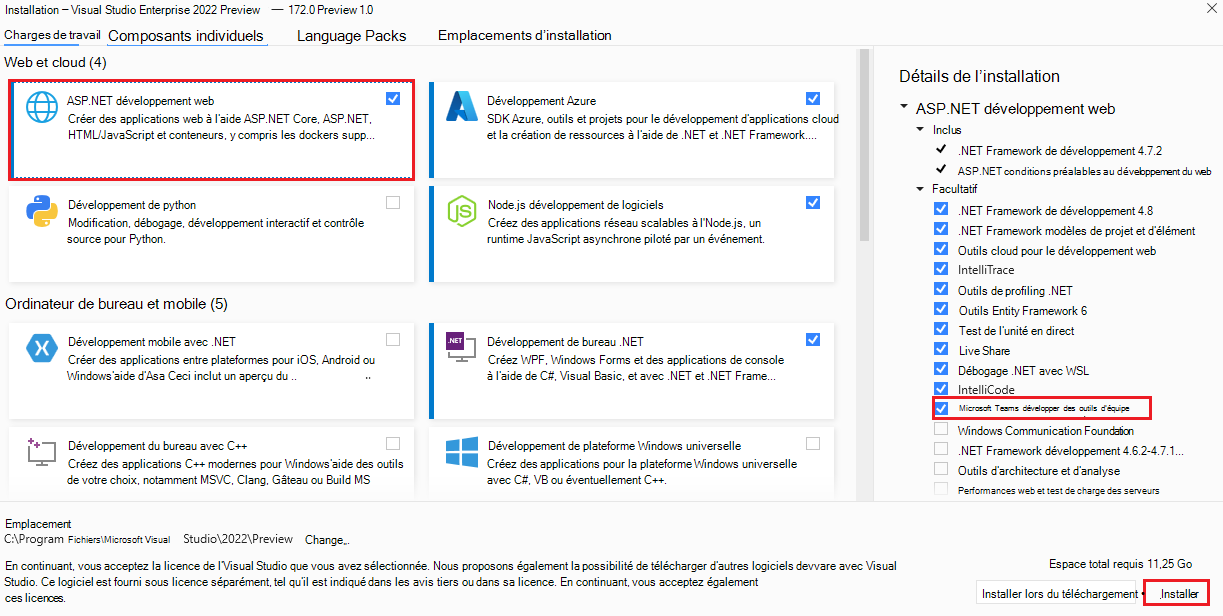 Installation – Visual Studio Enterprise 2022 Preview — 172.0 Preview 1.0
Charges de travail Composants individuels Language Packs Emplacements d’installation
Web et cloud (4)
ASP.NET développement web
Créer des applications web à l’aide ASP.NET Core, ASP.NET,
HTML/JavaScript et conteneurs, y compris les dockers supp...
Développement Azure
SDK Azure, outils et projets pour le développement d’applications cloud
et la création de ressources à l’aide de .NET et .NET Framework....
Développement de python
Modification, débogage, développement interactif et contrôle
source pour Python.
Node.js développement de logiciels
Créez des applications réseau scalables à l’Node.js, un
runtime JavaScript asynchrone piloté par un événement.
Ordinateur de bureau et mobile (5)
Développement mobile avec .NET
Créer des applications entre plateformes pour iOS, Android ou
Windows’aide d’Asa Ceci inclut un aperçu du .. ..
Développement de bureau .NET
Créez WPF, Windows Forms et des applications de console
à l’aide de C#, Visual Basic, et avec .NET et .NET Frame...
Développement du bureau avec C++
Créez des applications C++ modernes pour Windows’aide des outils
de votre choix, notamment MSVC, Clang, Gâteau ou Build MS
Développement de plateforme Windows universelle
Créez des applications pour la plateforme Windows universelle
avec C#, VB ou éventuellement C++.
Détails de l’installation
ASP.NET développement web
Inclus
.NET Framework de développement 4.7.2
ASP.NET conditions préalables au développement du web
Facultatif
.NET Framework de développement 4.8
.NET Framework modèles de projet et d’élément
Outils cloud pour le développement web
IntelliTrace
Outils de profiling .NET
Outils Entity Framework 6
Test de l’unité en direct
Live Share
Débogage .NET avec WSL
IntelliCode
Microsoft Teams développer des outils d’équipe
Windows Communication Foundation
.NET Framework développement 4.6.2-4.7.1...
Outils d’architecture et d’analyse
Performances web et test de charge des serveurs
Emplacement
C:\Program Fichiers\Microsoft Visual Studio\2022\Preview Change...
En continuant, vous acceptez la licence de l’Visual Studio que vous avez sélectionnée. Nous proposons également la possibilité de télécharger d’autres logiciels devvare avec Visual
Studio. Ce logiciel est fourni sous licence séparément, tel qu’il est indiqué dans les avis tiers ou dans sa licence. En continuant, vous acceptez également
ces licences.
Espace total requis 11,25 Go
Installer lors du téléchargement
Installer
.NET
JS